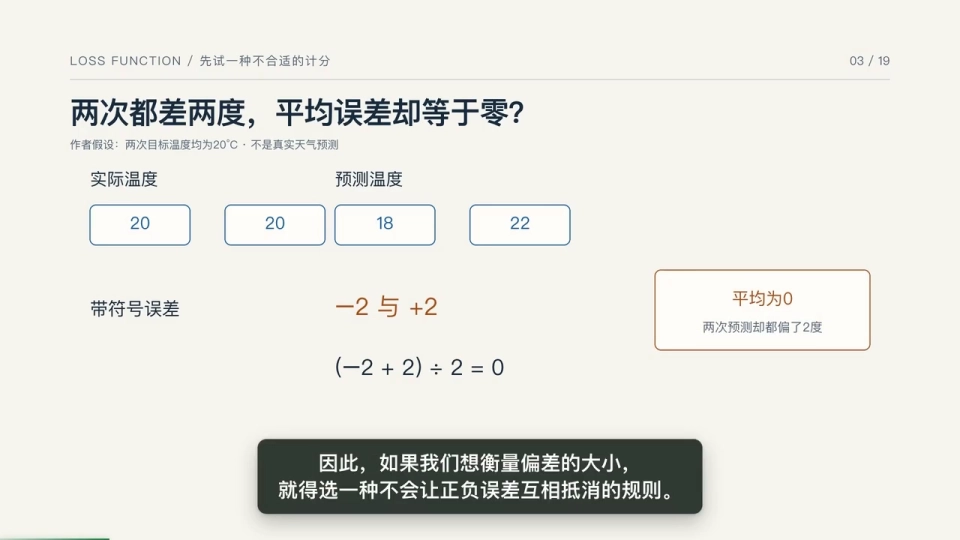 LOSS FUNCTION / 先试一种不合适的计分
03 / 19
两次都差两度，平均误差却等于零？
作者假设：两次目标温度均为20°C · 不是真实天气预测
实际温度 预测温度
20 20 18 22
带符号误差 −2 与 +2
平均为0
两次预测却都偏了2度
(−2 + 2) ÷ 2 = 0
因此，如果我们想衡量偏差的大小，
就得选一种不会让正负误差互相抵消的规则。